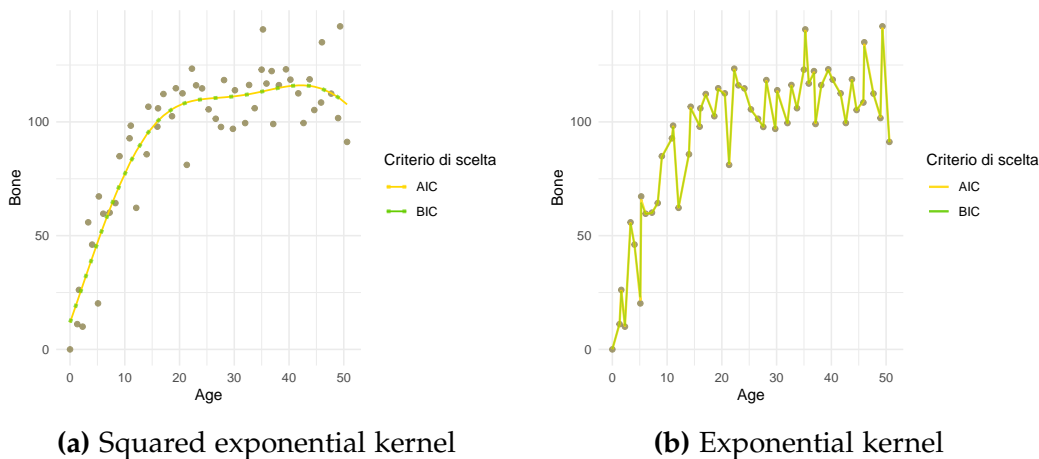 Bone
100
50
0
0
10
20
30
40
50
Age
Criterio di scelta
AIC
BIC
(a) Squared exponential kernel
Bone
100
50
0
0
10
20
30
40
50
Age
Criterio di scelta
AIC
BIC
(b) Exponential kernel